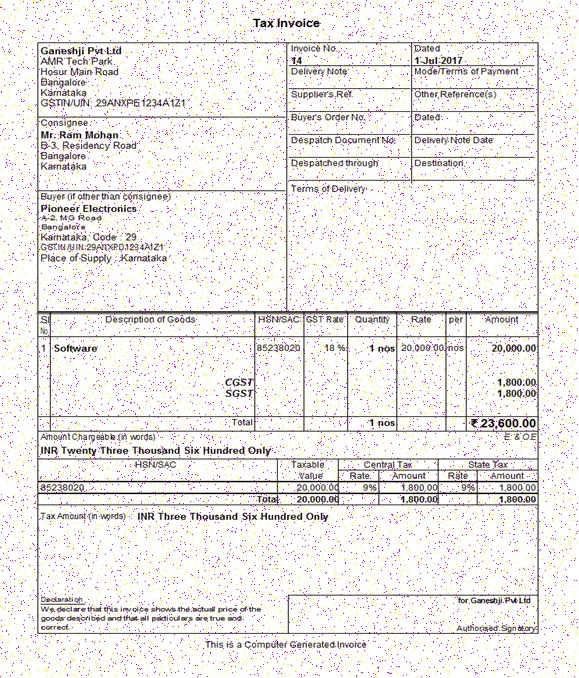 Tax Invoice
Ganeshji Pvt Ltd
AMR Tech Park
Hosur Main Road
Bangalore
Karnataka
GSTIN/UIN: 29ANXPE1234A1Z1
Invoice No.
14
Dated
1-Jul-2017
Delivery Note
Mode/Terms of Payment
Supplier's Ref.
Other Reference(s)
Consignee
Mr. Ram Mohan
B-3, Residency Road
Bangalore
Karnataka
Buyer's Order No.
Dated
Despatch Document No.
Delivery Note Date
Despatched through
Destination
Terms of Delivery
Buyer (if other than consignee)
Pioneer Electronics
A-2, MG Road
Bangalore
Karnataka, Code : 29
GSTIN/UIN:
Place of Supply : Karnataka
Sl No. Description of Goods HSN/SAC GST Rate Quantity Rate per Amount
1 Software 85238020 18 % 1 nos 20,000.00 nos 20,000.00
CGST 1,800.00
SGST 1,800.00
Total 1 nos ₹ 23,600.00
Amount Chargeable (in words) E. & O.E
INR Twenty Three Thousand Six Hundred Only
HSN/SAC Taxable Value Central Tax State Tax
Rate Amount Rate Amount
85238020 20,000.00 9% 1,800.00 9% 1,800.00
Total 20,000.00 1,800.00 1,800.00
Tax Amount (in words) : INR Three Thousand Six Hundred Only
Declaration
We declare that this invoice shows the actual price of the
goods described and that all particulars are true and
correct.
for Ganeshji Pvt Ltd
Authorised Signatory
This is a Computer Generated Invoice